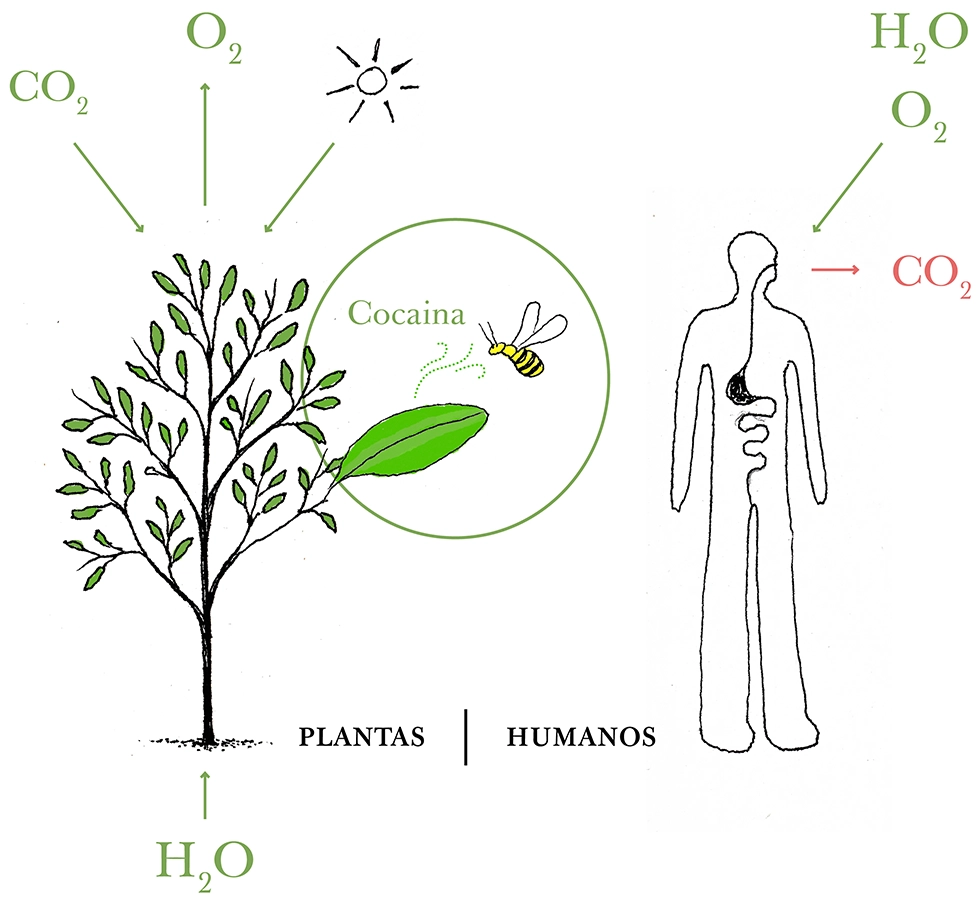 O₂
CO₂
H₂O
O₂
CO₂
Cocaina
PLANTAS | HUMANOS
H₂O